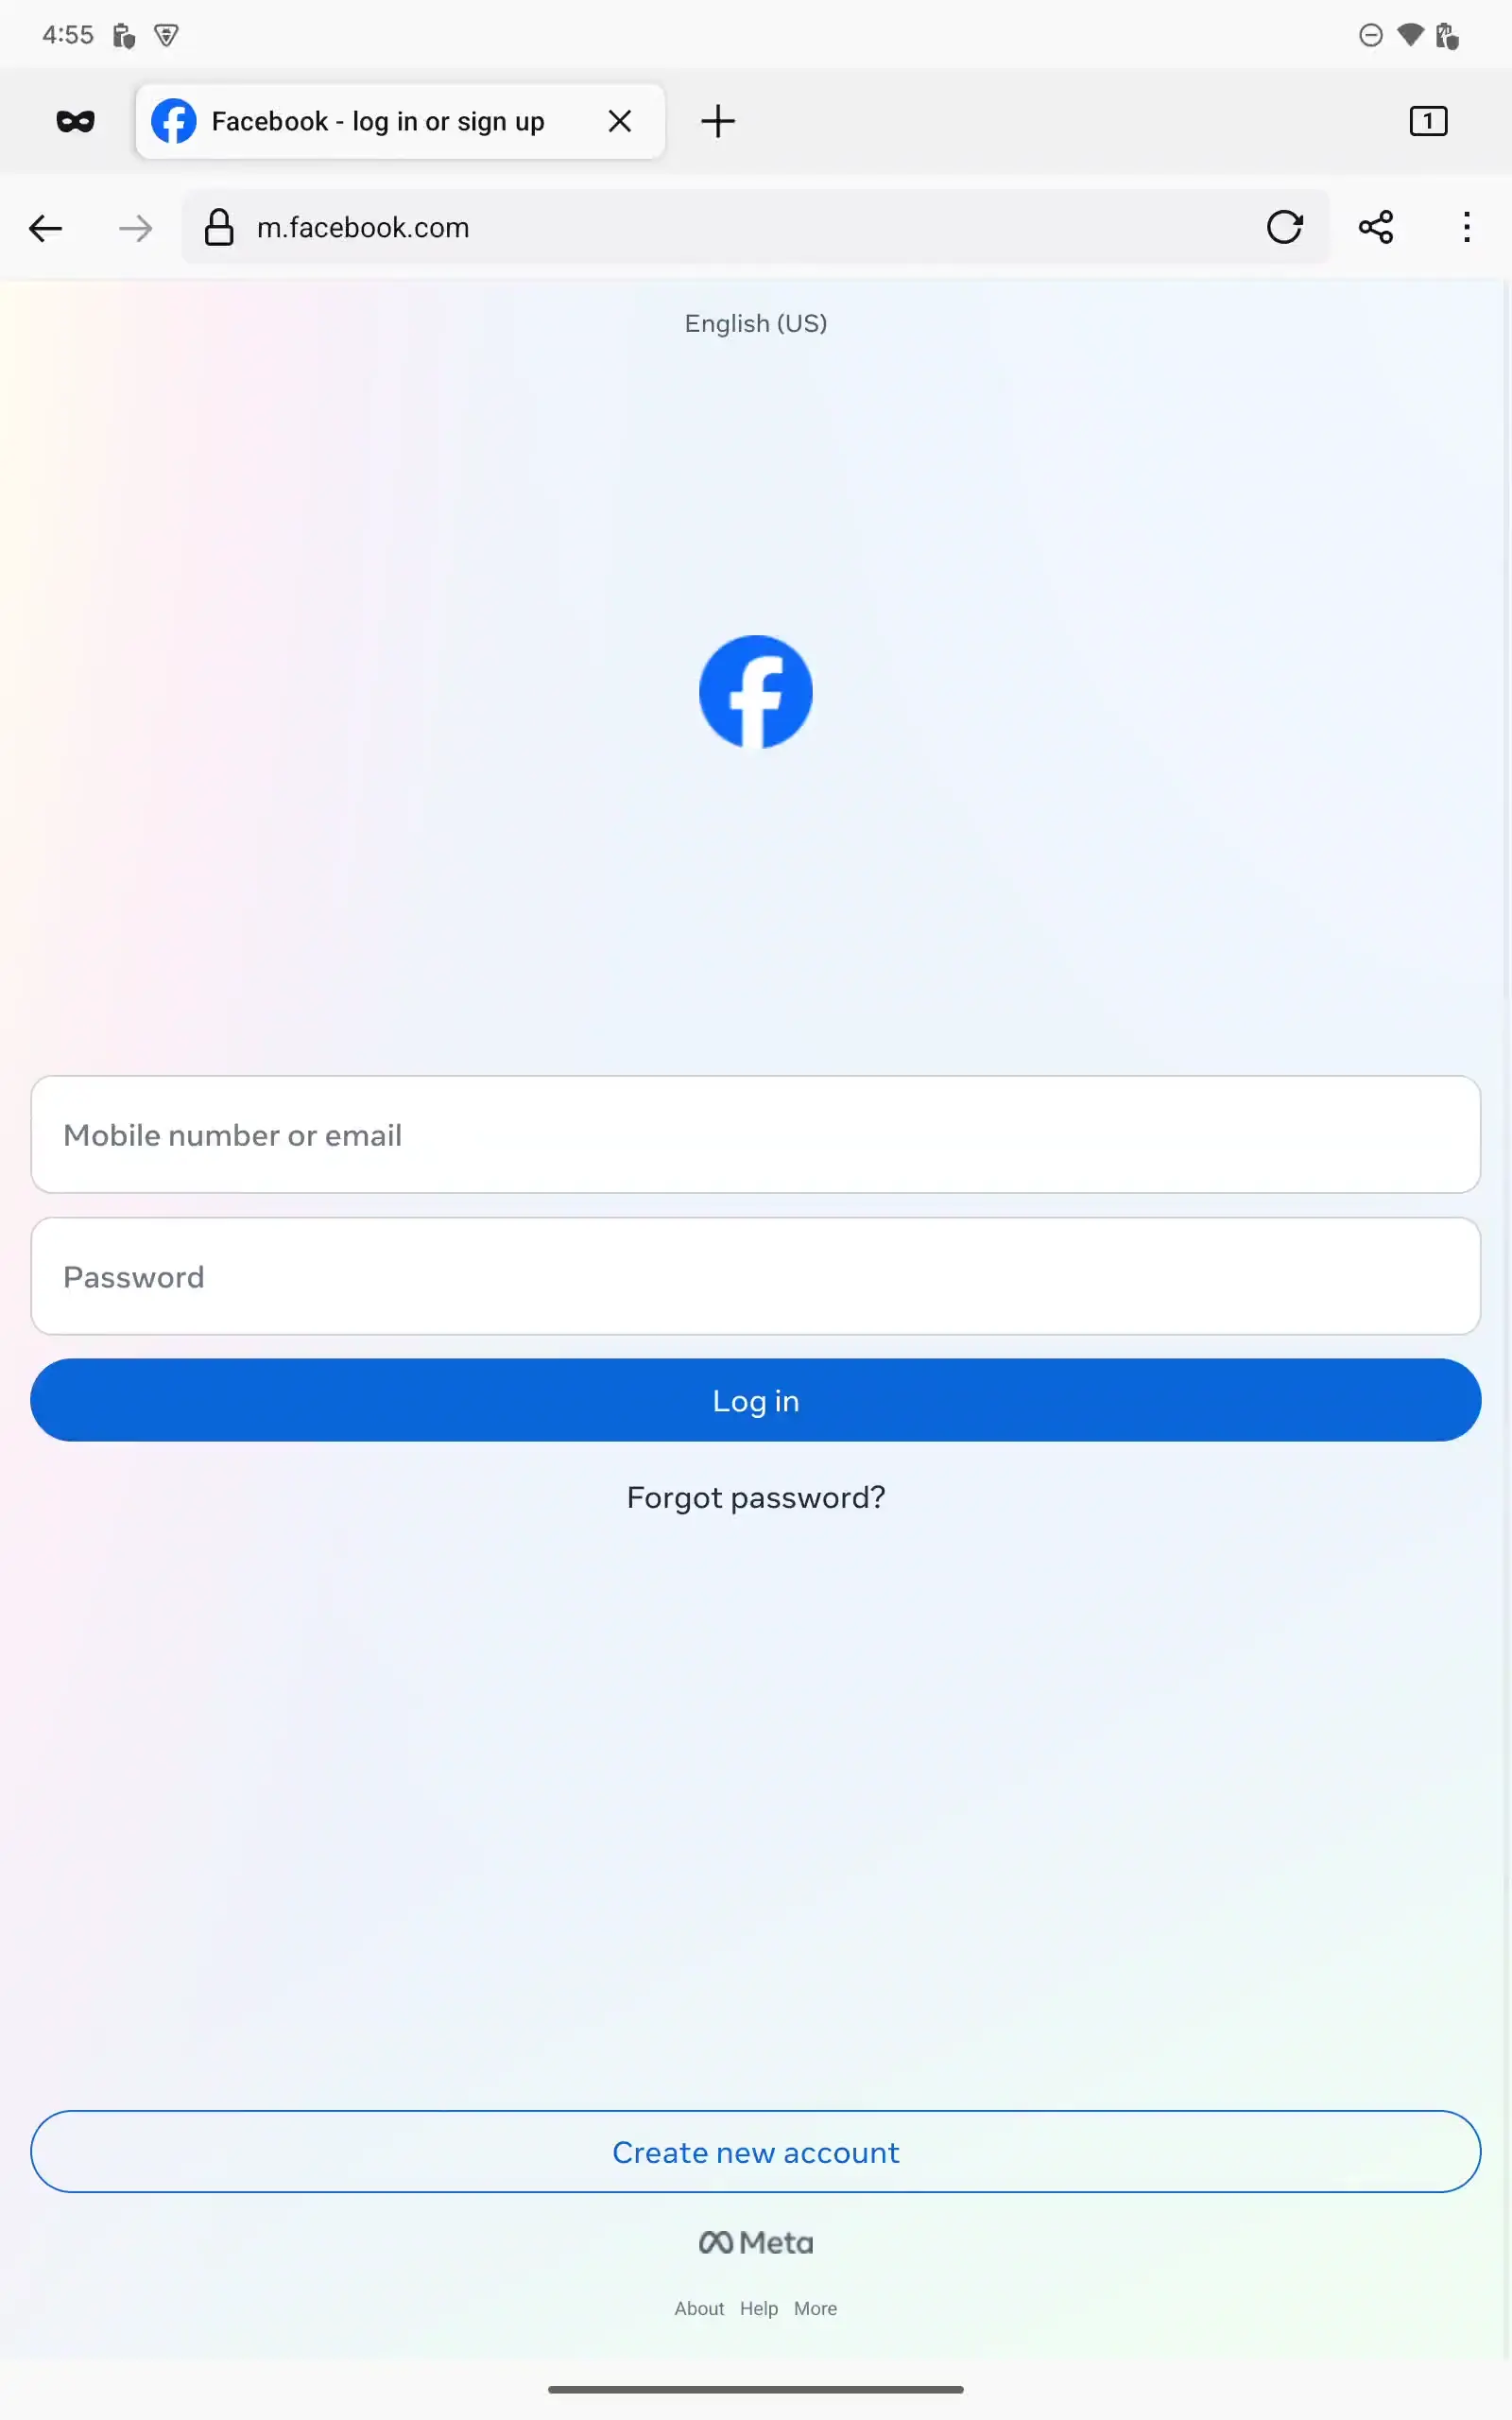 4:55
Facebook - log in or sign up
1
m.facebook.com
English (US)
Mobile number or email
Password
Log in
Forgot password?
Create new account
Meta
About Help More